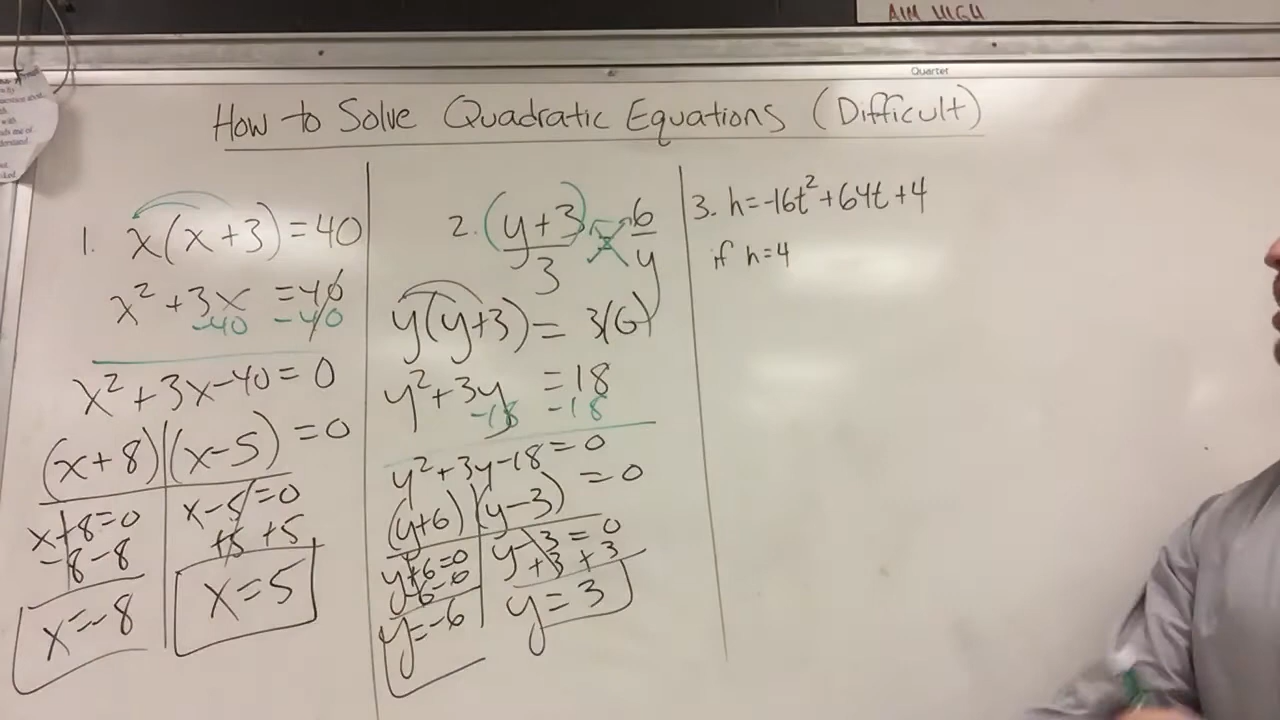 AIM HIGH
Quartet
How to Solve Quadratic Equations (Difficult)
1. x(x+3)=40
x²+3x =40
-40 -40
x²+3x-40=0
(x+8)(x-5)=0
x+8=0
-8 -8
x=-8
x-5=0
+5 +5
x=5
2. (y+3) 6
3 y
y(y+3)= 3(6)
y²+3y =18
-18 -18
y²+3y-18=0
(y+6)(y-3) =0
y+6=0
-6 -6
y=-6
y-3=0
+3 +3
y=3
3. h=-16t²+64t+4
if h=4